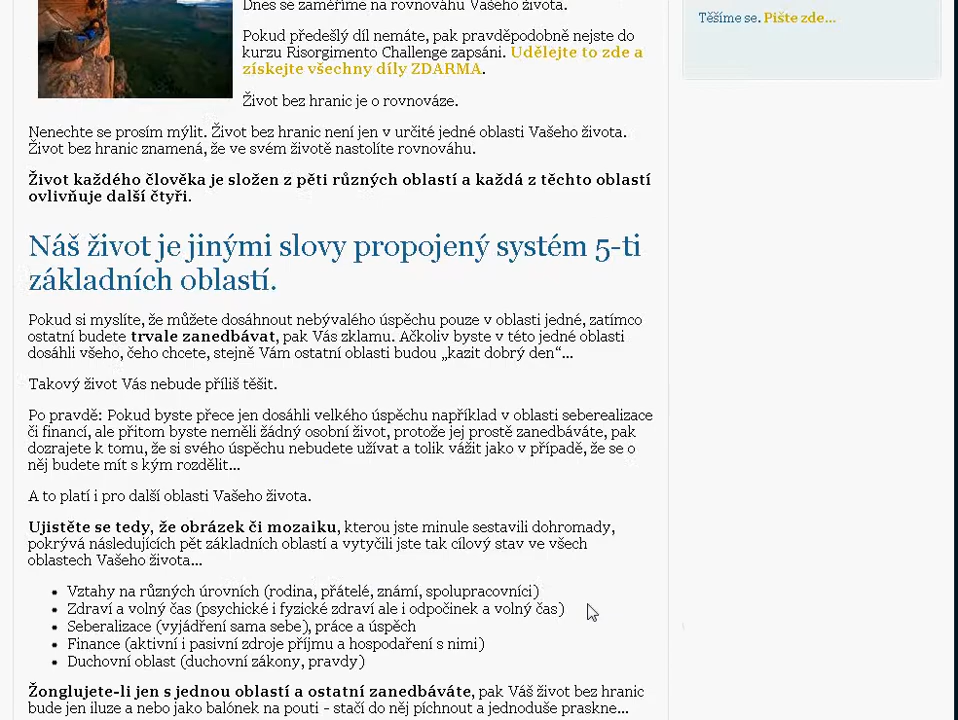 Dnes se zaměříme na rovnováhu Vašeho života.
Pokud předešlý díl nemáte, pak pravděpodobně nejste do
kurzu Risorgimento Challenge zapsáni. Udělejte to zde a
získejte všechny díly ZDARMA.
Život bez hranic je o rovnováze.
Nenechte se prosím mýlit. Život bez hranic není jen v určité jedné oblasti Vašeho života.
Život bez hranic znamená, že ve svém životě nastolíte rovnováhu.
Život každého člověka je složen z pěti různých oblastí a každá z těchto oblastí
ovlivňuje další čtyři.
Náš život je jinými slovy propojený systém 5-ti
základních oblastí.
Pokud si myslíte, že můžete dosáhnout nebývalého úspěchu pouze v oblasti jedné, zatímco
ostatní budete trvale zanedbávat, pak Vás zklamu. Ačkoliv byste v této jedné oblasti
dosáhli všeho, čeho chcete, stejně Vám ostatní oblasti budou „kazit dobrý den“...
Takový život Vás nebude příliš těšit.
Po pravdě: Pokud byste přece jen dosáhli velkého úspěchu například v oblasti seberealizace
či financí, ale přitom byste neměli žádný osobní život, protože jej prostě zanedbáváte, pak
dozrajete k tomu, že si svého úspěchu nebudete užívat a tolik vážit jako v případě, že se o
něj budete mít s kým rozdělit...
A to platí i pro další oblasti Vašeho života.
Ujistěte se tedy, že obrázek či mozaiku, kterou jste minule sestavili dohromady,
pokrývá následujících pět základních oblastí a vytyčili jste tak cílový stav ve všech
oblastech Vašeho života...
• Vztahy na různých úrovních (rodina, přátelé, známí, spolupracovníci)
• Zdraví a volný čas (psychické i fyzické zdraví ale i odpočinek a volný čas)
• Seberalizace (vyjádření sama sebe), práce a úspěch
• Finance (aktivní i pasivní zdroje příjmu a hospodaření s nimi)
• Duchovní oblast (duchovní zákony, pravdy)
Žonglujete-li jen s jednou oblastí a ostatní zanedbáváte, pak Váš život bez hranic
bude jen iluze a nebo jako balónek na pouti - stačí do něj píchnout a jednoduše praskne...
Těšíme se. Pište zde...